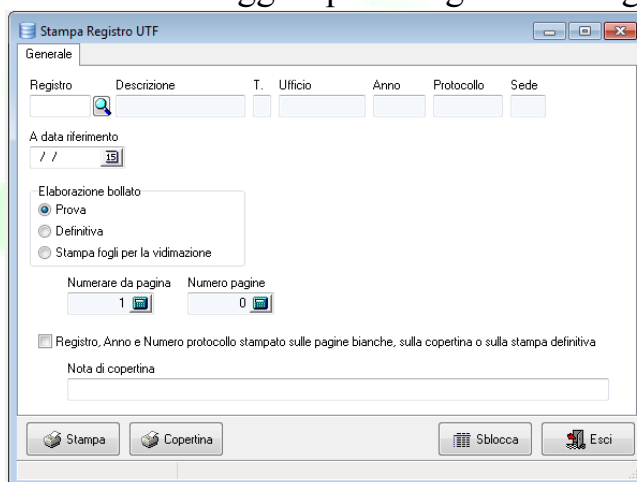 Stampa Registro UTF
Generale
Registro Descrizione T. Ufficio Anno Protocollo Sede
A data riferimento
/ / 15
Elaborazione bollato
Prova
Definitiva
Stampa fogli per la vidimazione
Numerare da pagina Numero pagine
1 0
Registro, Anno e Numero protocollo stampato sulle pagine bianche, sulla copertina o sulla stampa definitiva
Nota di copertina
Stampa Copertina Sblocca Esci